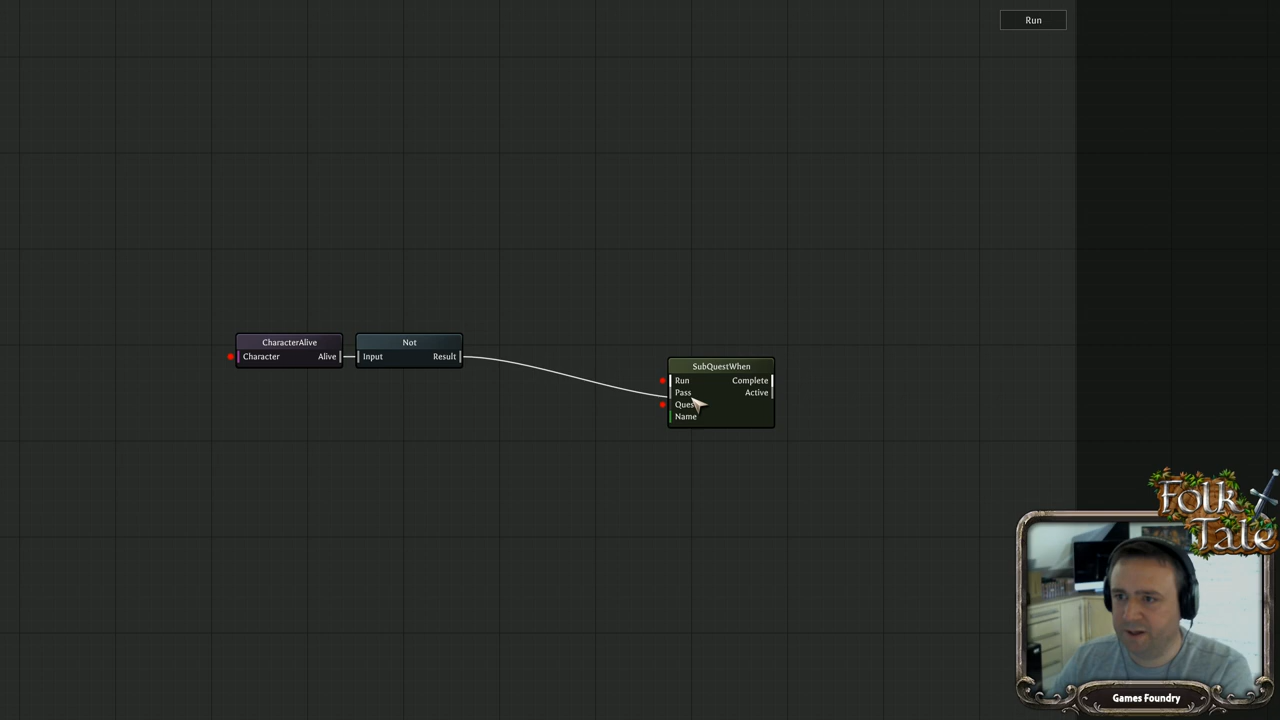 Run
CharacterAlive
Character Alive
Not
Input Result
SubQuestWhen
Run Complete
Pass Active
Name
Folk
Tale
Games Foundry